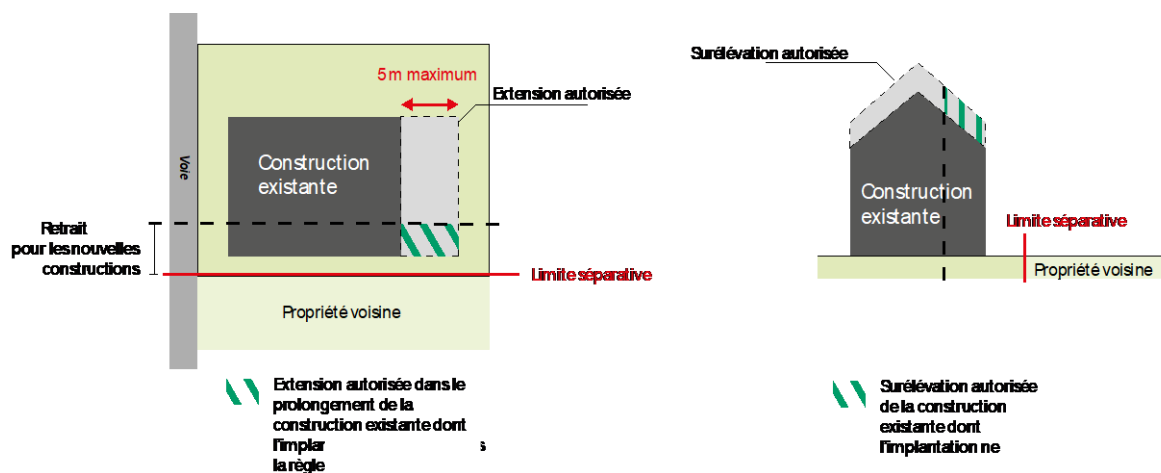 5 m maximum
Extension autorisée
Voie
Construction
existante
Retrait
pour les nouvelles
constructions
Limite séparative
Propriété voisine
Extension autorisée dans le
prolongement de la
construction existante dont
l'implar s
la règle
Surélévation autorisée
Construction
existante
Limite séparative
Propriété voisine
Surélévation autorisée
de la construction
existante dont
l'implantation ne